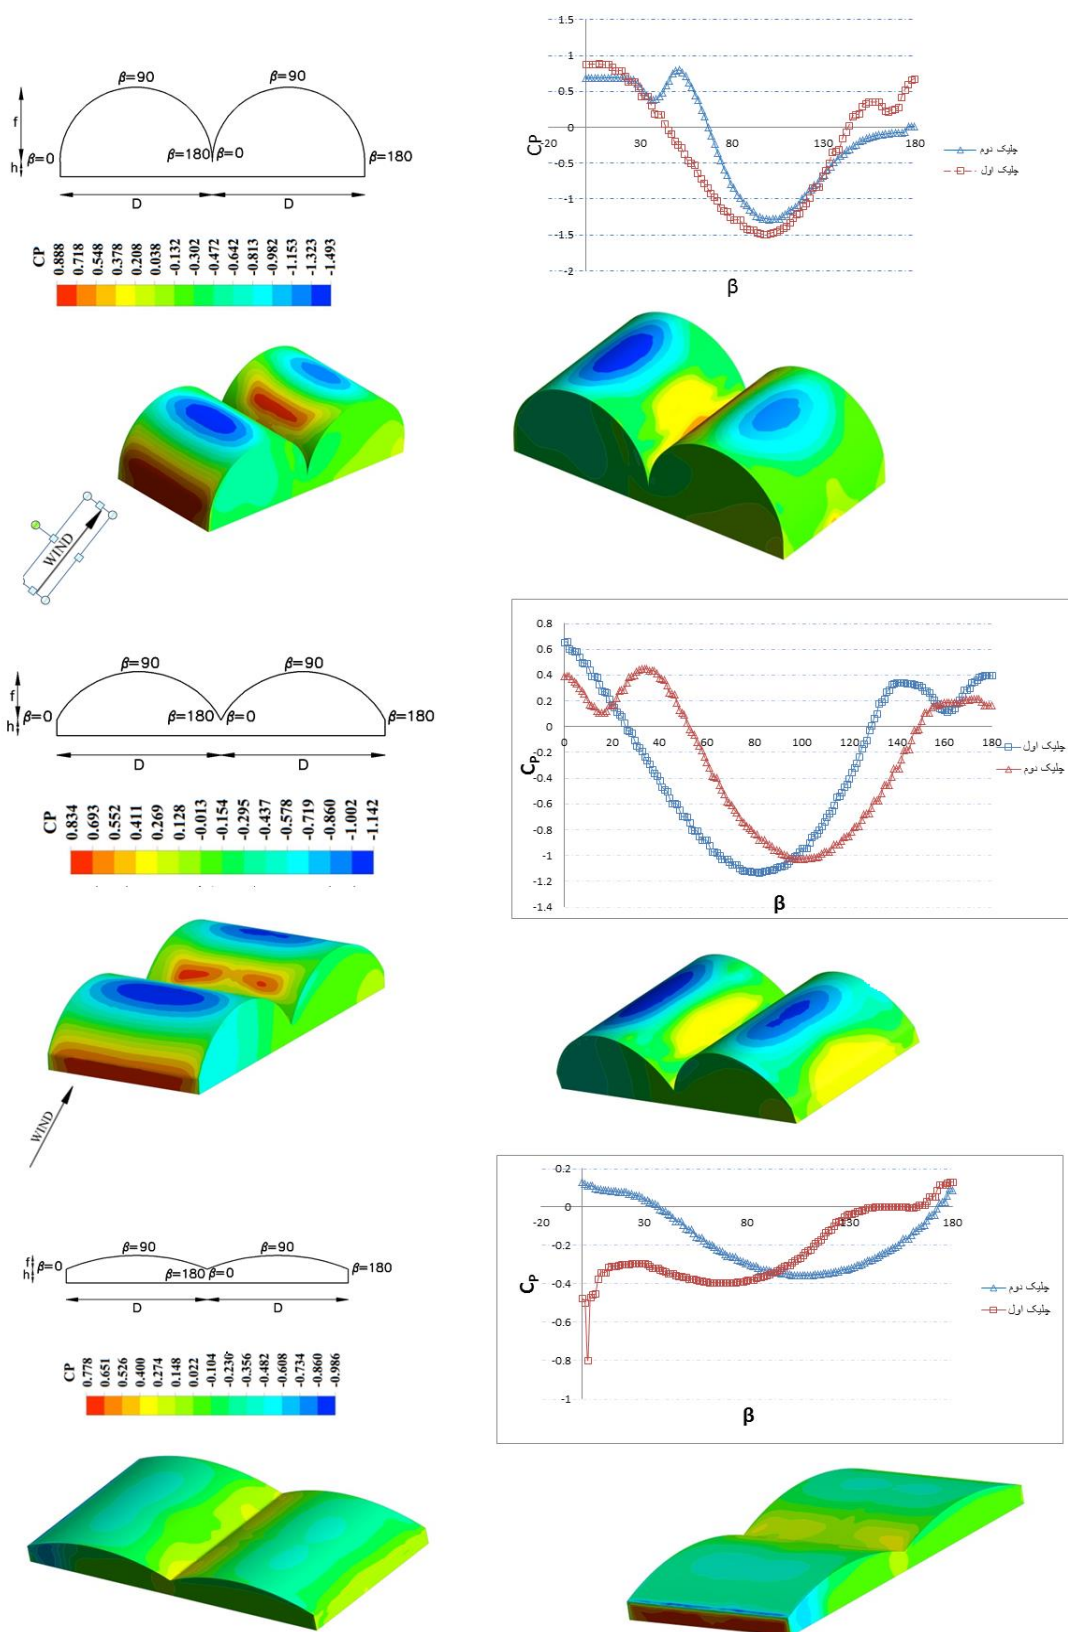 β=90
β=90
f
β=0
h
β=180
β=0
β=180
D
D
CP
0.888
0.718
0.548
0.378
0.208
0.038
-0.132
-0.302
-0.472
-0.642
-0.813
-0.982
-1.153
-1.323
-1.493
1.5
1
0.5
0
-0.5
-1
-1.5
-2
-20
30
80
130
180
CP
β
چلیک دوم
چلیک اول
WIND
β=90
β=90
f
β=0
h
β=180
β=0
β=180
D
D
CP
0.834
0.693
0.552
0.411
0.269
0.128
-0.013
-0.154
-0.295
-0.437
-0.578
-0.719
-0.860
-1.002
-1.142
0.8
0.6
0.4
0.2
0
-0.2
-0.4
-0.6
-0.8
-1
-1.2
-1.4
0
20
40
60
80
100
120
140
160
180
CP
β
چلیک اول
چلیک دوم
WIND
β=90
β=90
f
β=0
h
β=180
β=0
β=180
D
D
CP
0.778
0.651
0.526
0.400
0.274
0.148
0.022
-0.104
-0.230
-0.356
-0.482
-0.608
-0.734
-0.860
-0.986
0.2
0
-0.2
-0.4
-0.6
-0.8
-1
-20
30
80
130
180
CP
β
چلیک دوم
چلیک اول